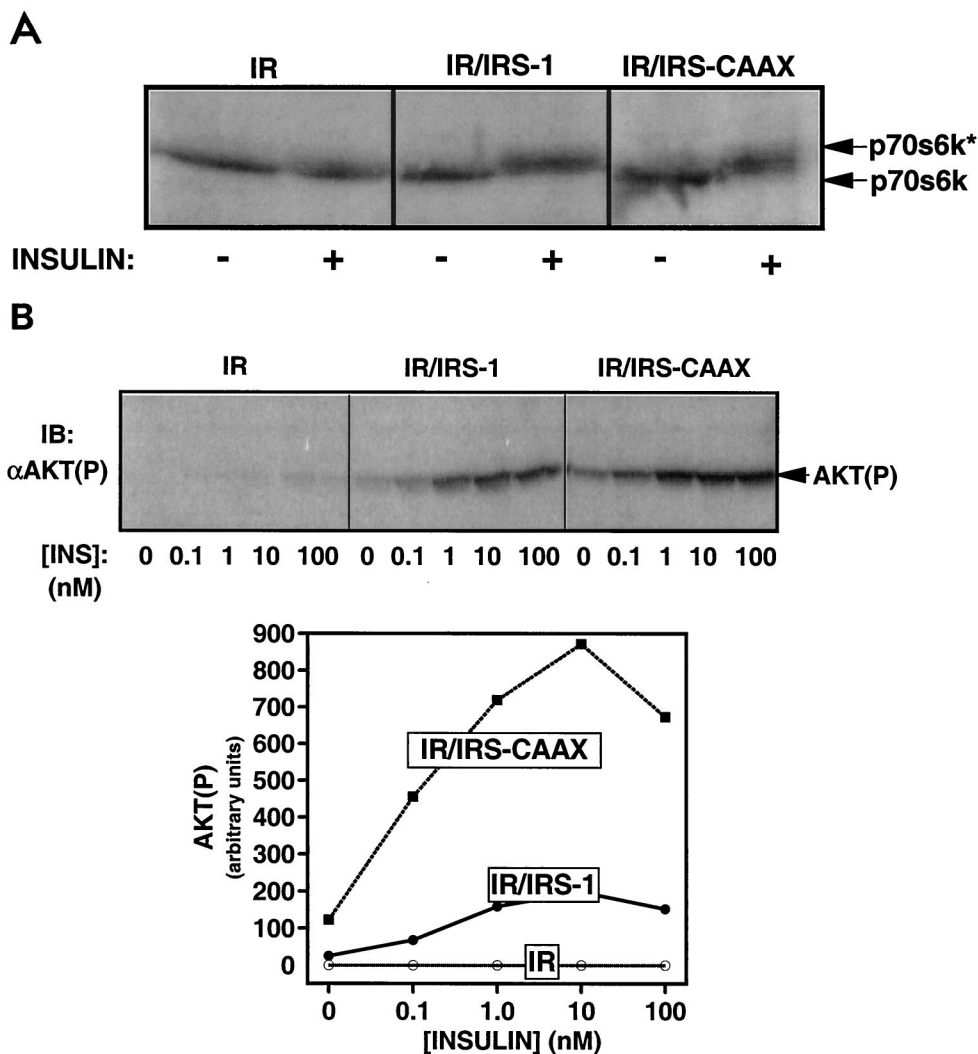 A
IR IR/IRS-1 IR/IRS-CAAX
p70s6k*
p70s6k
INSULIN: - + - + - +
B
IR IR/IRS-1 IR/IRS-CAAX
IB:
αAKT(P)
AKT(P)
[INS]: 0 0.1 1 10 100 0 0.1 1 10 100 0 0.1 1 10 100
(nM)
900
800
700
600
500
400
300
200
100
0
AKT(P)
(arbitrary units)
IR/IRS-CAAX
IR/IRS-1
IR
0 0.1 1.0 10 100
[INSULIN] (nM)